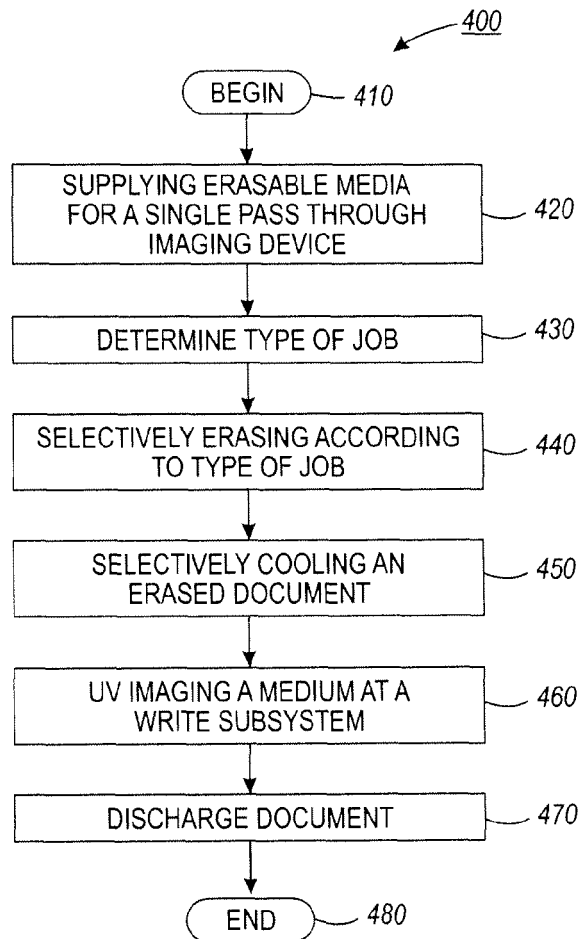 400
BEGIN
410
SUPPLYING ERASABLE MEDIA
FOR A SINGLE PASS THROUGH
IMAGING DEVICE
420
DETERMINE TYPE OF JOB
430
SELECTIVELY ERASING ACCORDING
TO TYPE OF JOB
440
SELECTIVELY COOLING AN
ERASED DOCUMENT
450
UV IMAGING A MEDIUM AT A
WRITE SUBSYSTEM
460
DISCHARGE DOCUMENT
470
END
480